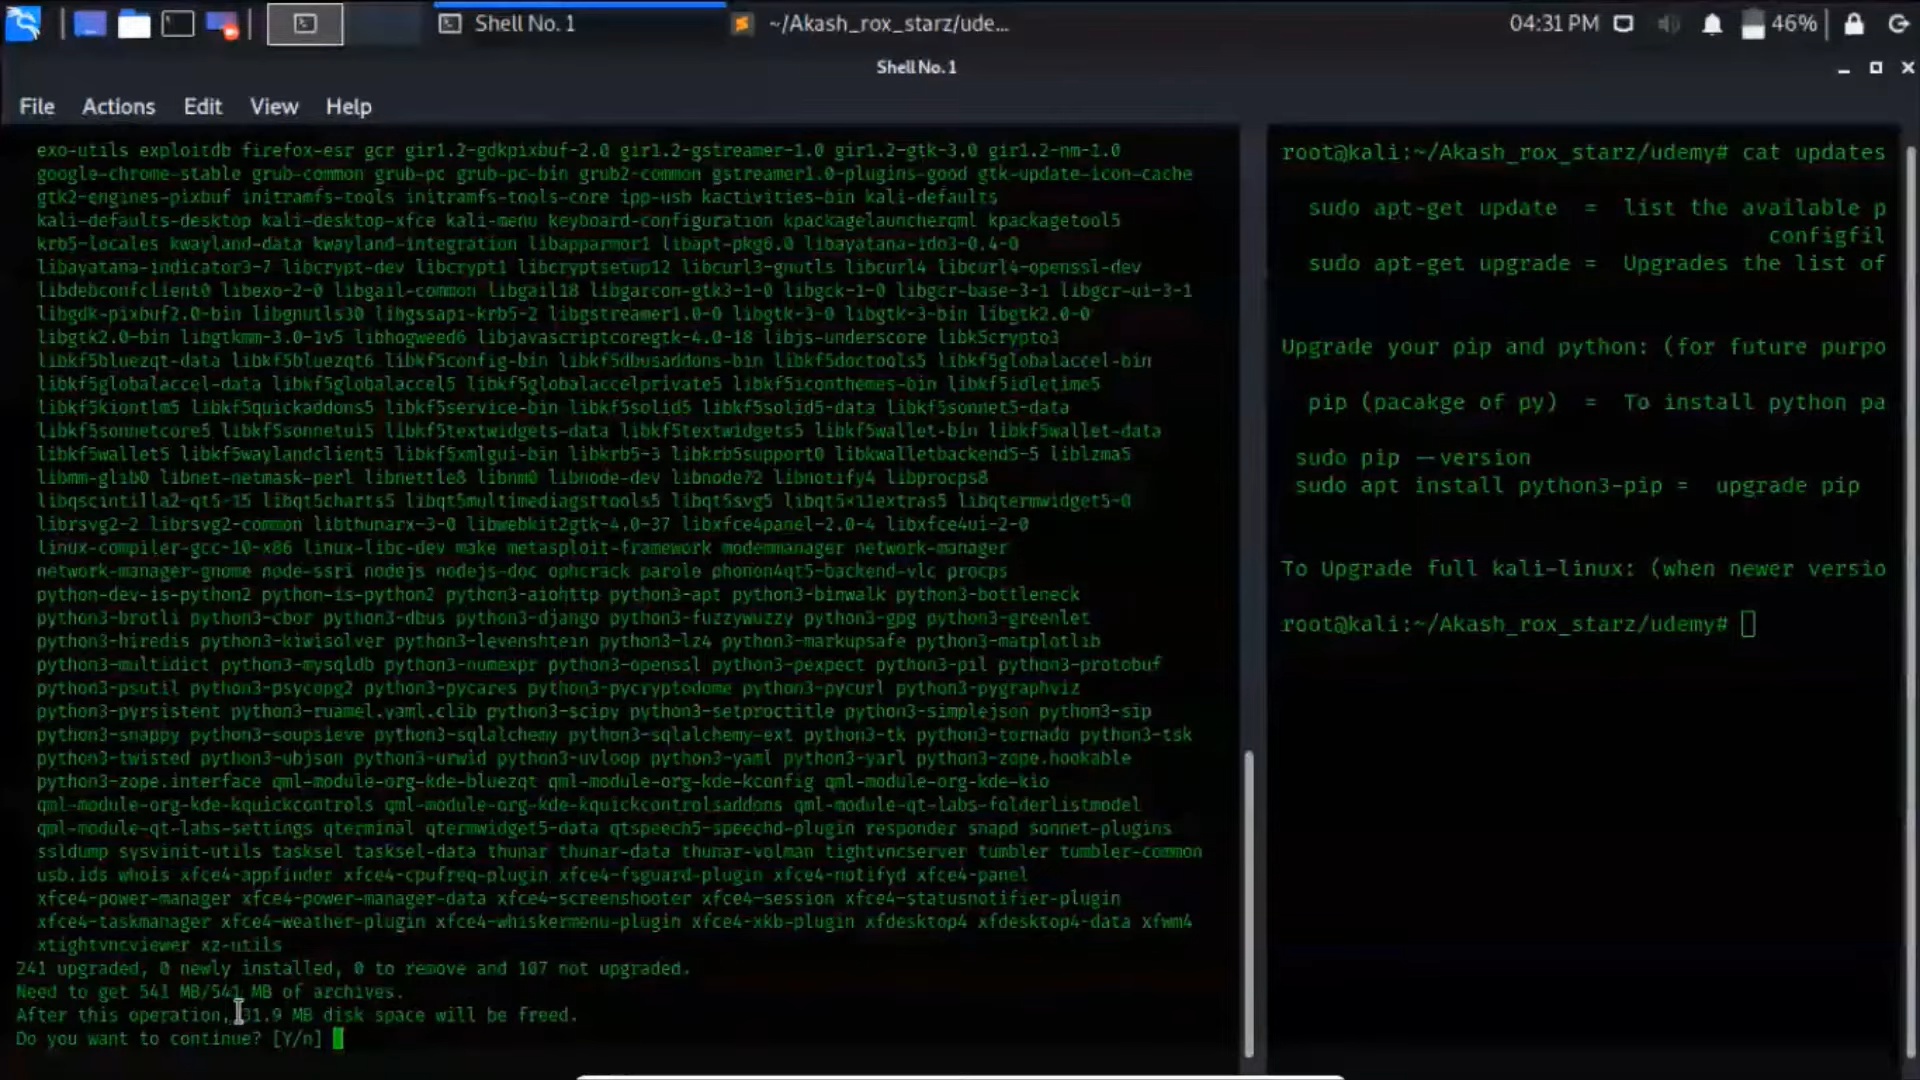 Shell No. 1
~/Akash_rox_starz/ude...
04:31 PM
46%
Shell No. 1
File Actions Edit View Help
exo-utils exploitdb firefox-esr gcr gir1.2-gdkpixbuf-2.0 gir1.2-gstreamer-1.0 gir1.2-gtk-3.0 gir1.2-nm-1.0
google-chrome-stable grub-common grub-pc grub-pc-bin grub2-common gstreamer1.0-plugins-good gtk-update-icon-cache
gtk2-engines-pixbuf initramfs-tools initramfs-tools-core ipp-usb kactivities-bin kali-defaults
kali-defaults-desktop kali-desktop-xfce kali-menu keyboard-configuration kpackagelauncherqml kpackagetool5
krb5-locales kwayland-data kwayland-integration libapparmor1 libapt-pkg6.0 libayatana-ido3-0.4-0
libayatana-indicator3-7 libcrypt-dev libcrypt1 libcryptsetup12 libcurl3-gnutls libcurl4 libcurl4-openssl-dev
libdebconfclient0 libexo-2-0 libgail-common libgail18 libgarcon-gtk3-1-0 libgck-1-0 libgcr-base-3-1 libgcr-ui-3-1
libgdk-pixbuf2.0-bin libgnutls30 libgssapi-krb5-2 libgstreamer1.0-0 libgtk-3-0 libgtk-3-bin libgtk2.0-0
libgtk2.0-bin libgtkmm-3.0-1v5 libhogweed6 libjavascriptcoregtk-4.0-18 libjs-underscore libk5crypto3
libkf5bluezqt-data libkf5bluezqt6 libkf5config-bin libkf5dbusaddons-bin libkf5doctools5 libkf5globalaccel-bin
libkf5globalaccel-data libkf5globalaccel5 libkf5globalaccelprivate5 libkf5iconthemes-bin libkf5idletime5
libkf5kiontlm5 libkf5quickaddons5 libkf5service-bin libkf5solid5 libkf5solid5-data libkf5sonnet5-data
libkf5sonnetcore5 libkf5sonnetui5 libkf5textwidgets-data libkf5textwidgets5 libkf5wallet-bin libkf5wallet-data
libkf5wallet5 libkf5waylandclient5 libkf5xmlgui-bin libkrb5-3 libkrb5support0 libkwalletbackend5-5 liblzma5
libmm-glib0 libnet-netmask-perl libnettle8 libnm0 libnode-dev libnode72 libnotify4 libprocps8
libqscintilla2-qt5-15 libqt5charts5 libqt5multimediagsttools5 libqt5svg5 libqt5x11extras5 libqtermwidget5-0
librsvg2-2 librsvg2-common libthunarx-3-0 libwebkit2gtk-4.0-37 libxfce4panel-2.0-4 libxfce4ui-2-0
linux-compiler-gcc-10-x86 linux-libc-dev make metasploit-framework modemmanager network-manager
network-manager-gnome node-ssri nodejs nodejs-doc ophcrack parole phonon4qt5-backend-vlc procps
python-dev-is-python2 python-is-python2 python3-aiohttp python3-apt python3-binwalk python3-bottleneck
python3-brotli python3-cbor python3-dbus python3-django python3-fuzzywuzzy python3-gpg python3-greenlet
python3-hiredis python3-kiwisolver python3-levenshtein python3-lz4 python3-markupsafe python3-matplotlib
python3-multidict python3-mysqldb python3-numexpr python3-openssl python3-pexpect python3-pil python3-protobuf
python3-psutil python3-psycopg2 python3-pycares python3-pycryptodome python3-pycurl python3-pygraphviz
python3-pyrsistent python3-ruamel.yaml.clib python3-scipy python3-setproctitle python3-simplejson python3-sip
python3-snappy python3-soupsieve python3-sqlalchemy python3-sqlalchemy-ext python3-tk python3-tornado python3-tsk
python3-twisted python3-ubjson python3-urwid python3-uvloop python3-yaml python3-yarl python3-zope.hookable
python3-zope.interface qml-module-org-kde-bluezqt qml-module-org-kde-kconfig qml-module-org-kde-kio
qml-module-org-kde-kquickcontrols qml-module-org-kde-kquickcontrolsaddons qml-module-qt-labs-folderlistmodel
qml-module-qt-labs-settings qterminal qtermwidget5-data qtspeech5-speechd-plugin responder snapd sonnet-plugins
ssldump sysvinit-utils tasksel tasksel-data thunar thunar-data thunar-volman tightvncserver tumbler tumbler-common
usb.ids whois xfce4-appfinder xfce4-cpufreq-plugin xfce4-fsguard-plugin xfce4-notifyd xfce4-panel
xfce4-power-manager xfce4-power-manager-data xfce4-screenshooter xfce4-session xfce4-statusnotifier-plugin
xfce4-taskmanager xfce4-weather-plugin xfce4-whiskermenu-plugin xfce4-xkb-plugin xfdesktop4 xfdesktop4-data xfwm4
xtightvncviewer xz-utils
241 upgraded, 0 newly installed, 0 to remove and 107 not upgraded.
Need to get 541 MB/541 MB of archives.
After this operation, 31.9 MB disk space will be freed.
Do you want to continue? [Y/n]
root@kali:~/Akash_rox_starz/udemy# cat updates
sudo apt-get update = list the available p
configfil
sudo apt-get upgrade = Upgrades the list of
Upgrade your pip and python: (for future purpo
pip (pacakge of py) = To install python pa
sudo pip —version
sudo apt install python3-pip = upgrade pip
To Upgrade full kali-linux: (when newer versio
root@kali:~/Akash_rox_starz/udemy#